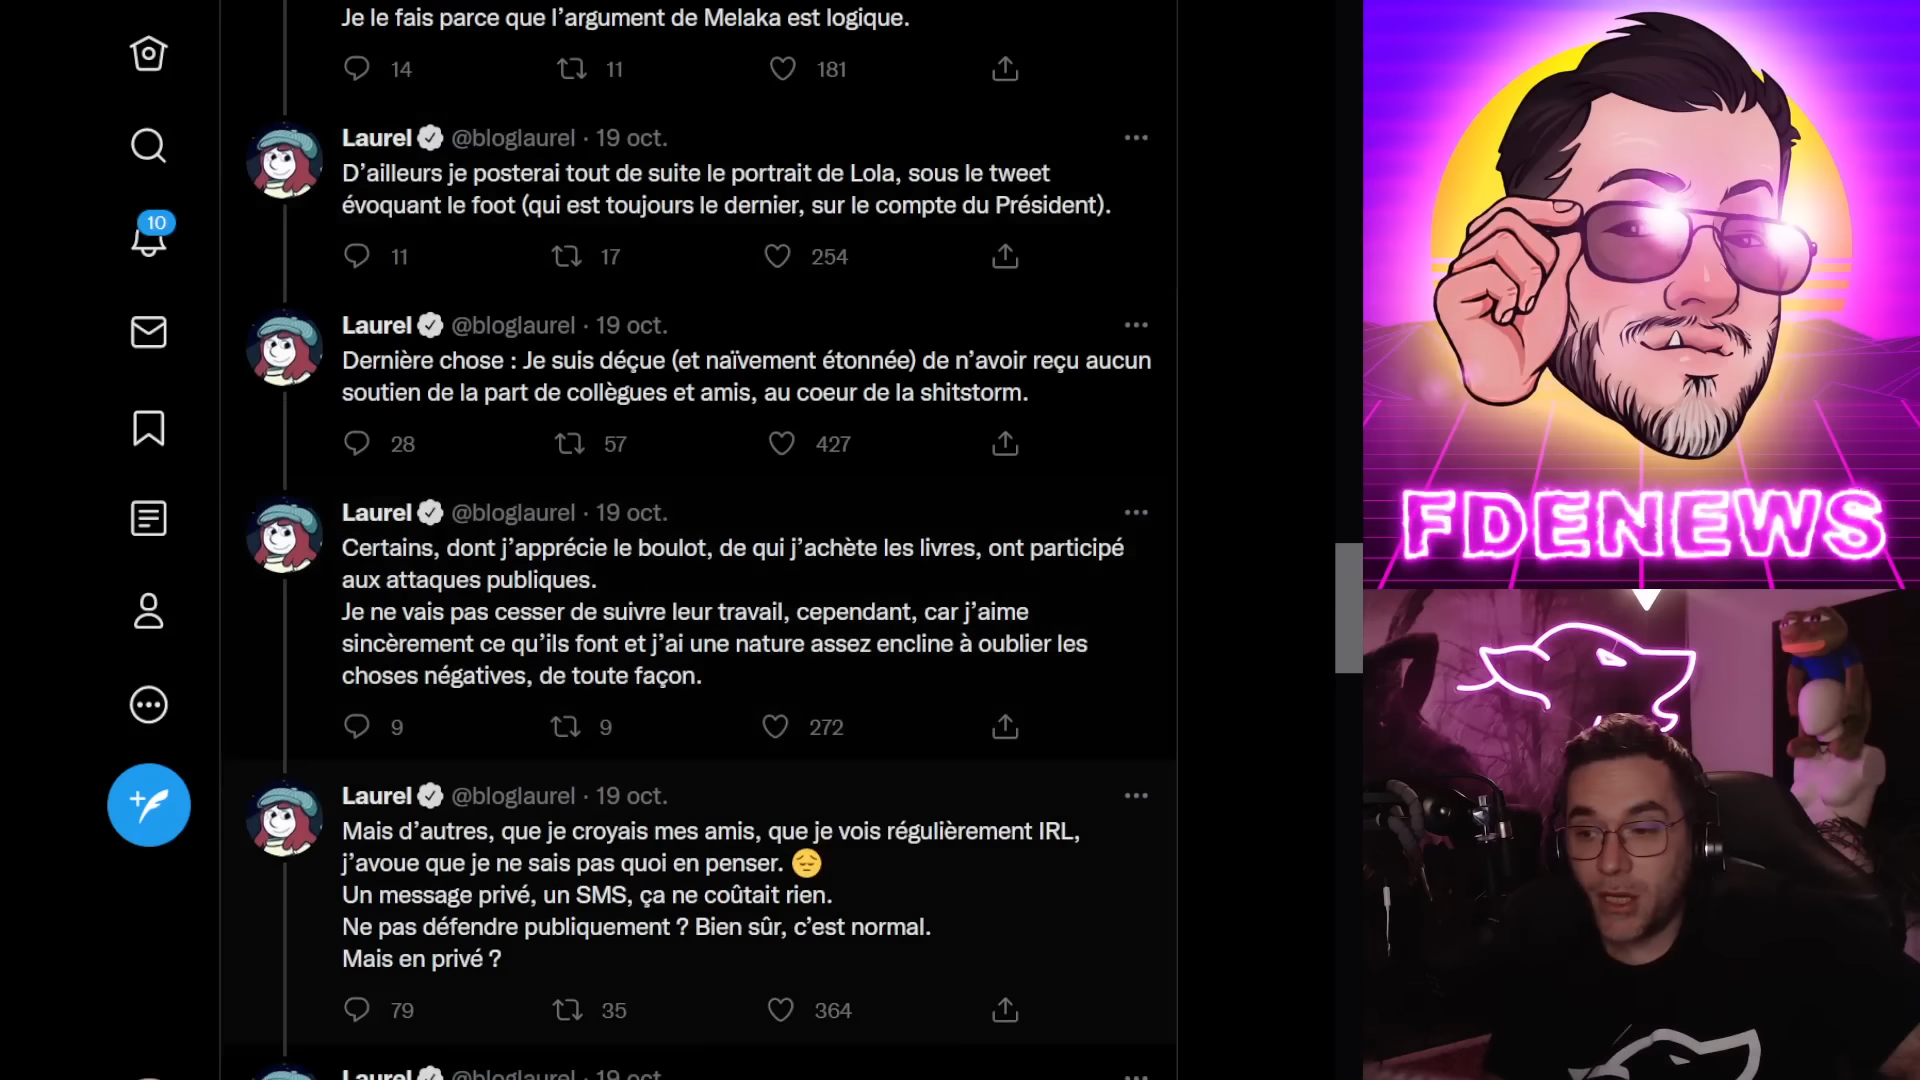 Je le fais parce que l’argument de Melaka est logique.
14 11 181
Laurel @bloglaurel · 19 oct.
D’ailleurs je posterai tout de suite le portrait de Lola, sous le tweet
évoquant le foot (qui est toujours le dernier, sur le compte du Président).
11 17 254
10
Laurel @bloglaurel · 19 oct.
Dernière chose : Je suis déçue (et naïvement étonnée) de n’avoir reçu aucun
soutien de la part de collègues et amis, au coeur de la shitstorm.
28 57 427
Laurel @bloglaurel · 19 oct.
Certains, dont j’apprécie le boulot, de qui j’achète les livres, ont participé
aux attaques publiques.
Je ne vais pas cesser de suivre leur travail, cependant, car j’aime
sincèrement ce qu’ils font et j’ai une nature assez encline à oublier les
choses négatives, de toute façon.
9 9 272
Laurel @bloglaurel · 19 oct.
Mais d’autres, que je croyais mes amis, que je vois régulièrement IRL,
j’avoue que je ne sais pas quoi en penser. 😔
Un message privé, un SMS, ça ne coûtait rien.
Ne pas défendre publiquement ? Bien sûr, c’est normal.
Mais en privé ?
79 35 364
Laurel @bloglaurel · 19 oct.
FDENEWS